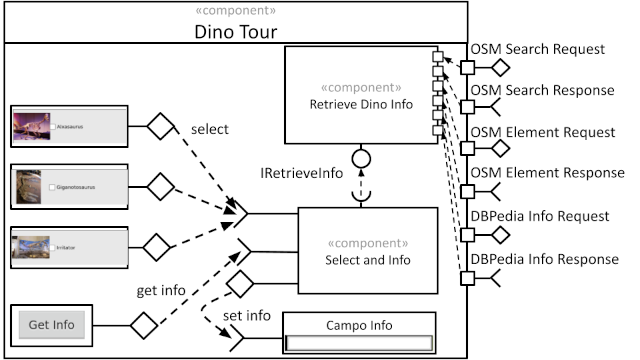 «component»
Dino Tour
«component»
Retrieve Dino Info
OSM Search Request
OSM Search Response
OSM Element Request
OSM Element Response
DBPedia Info Request
DBPedia Info Response
Alxasaurus
select
Giganotosaurus
IRetrieveInfo
Irritator
«component»
Select and Info
get info
Get Info
set info
Campo Info